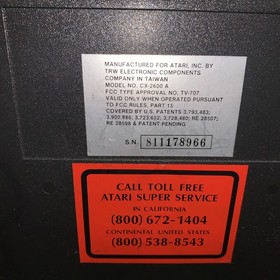 MANUFACTURED FOR ATARI, INC. BY
TRW ELECTRONIC COMPONENTS
COMPANY IN TAIWAN
MODEL NO. CX-2600 A
FCC TYPE APPROVAL NO. TV-707
VALID ONLY WHEN OPERATED PURSUANT
TO FCC RULES, PART 15
COVERED BY U.S. PATENTS 3,793,483;
3,900,886; 3,723,652; 3,728,480; RE 28507;
RE 28598 & PATENT PENDING
S.N. 811178966
CALL TOLL FREE
ATARI SUPER SERVICE
IN CALIFORNIA
(800) 672-1404
CONTINENTAL UNITED STATES
(800) 538-8543